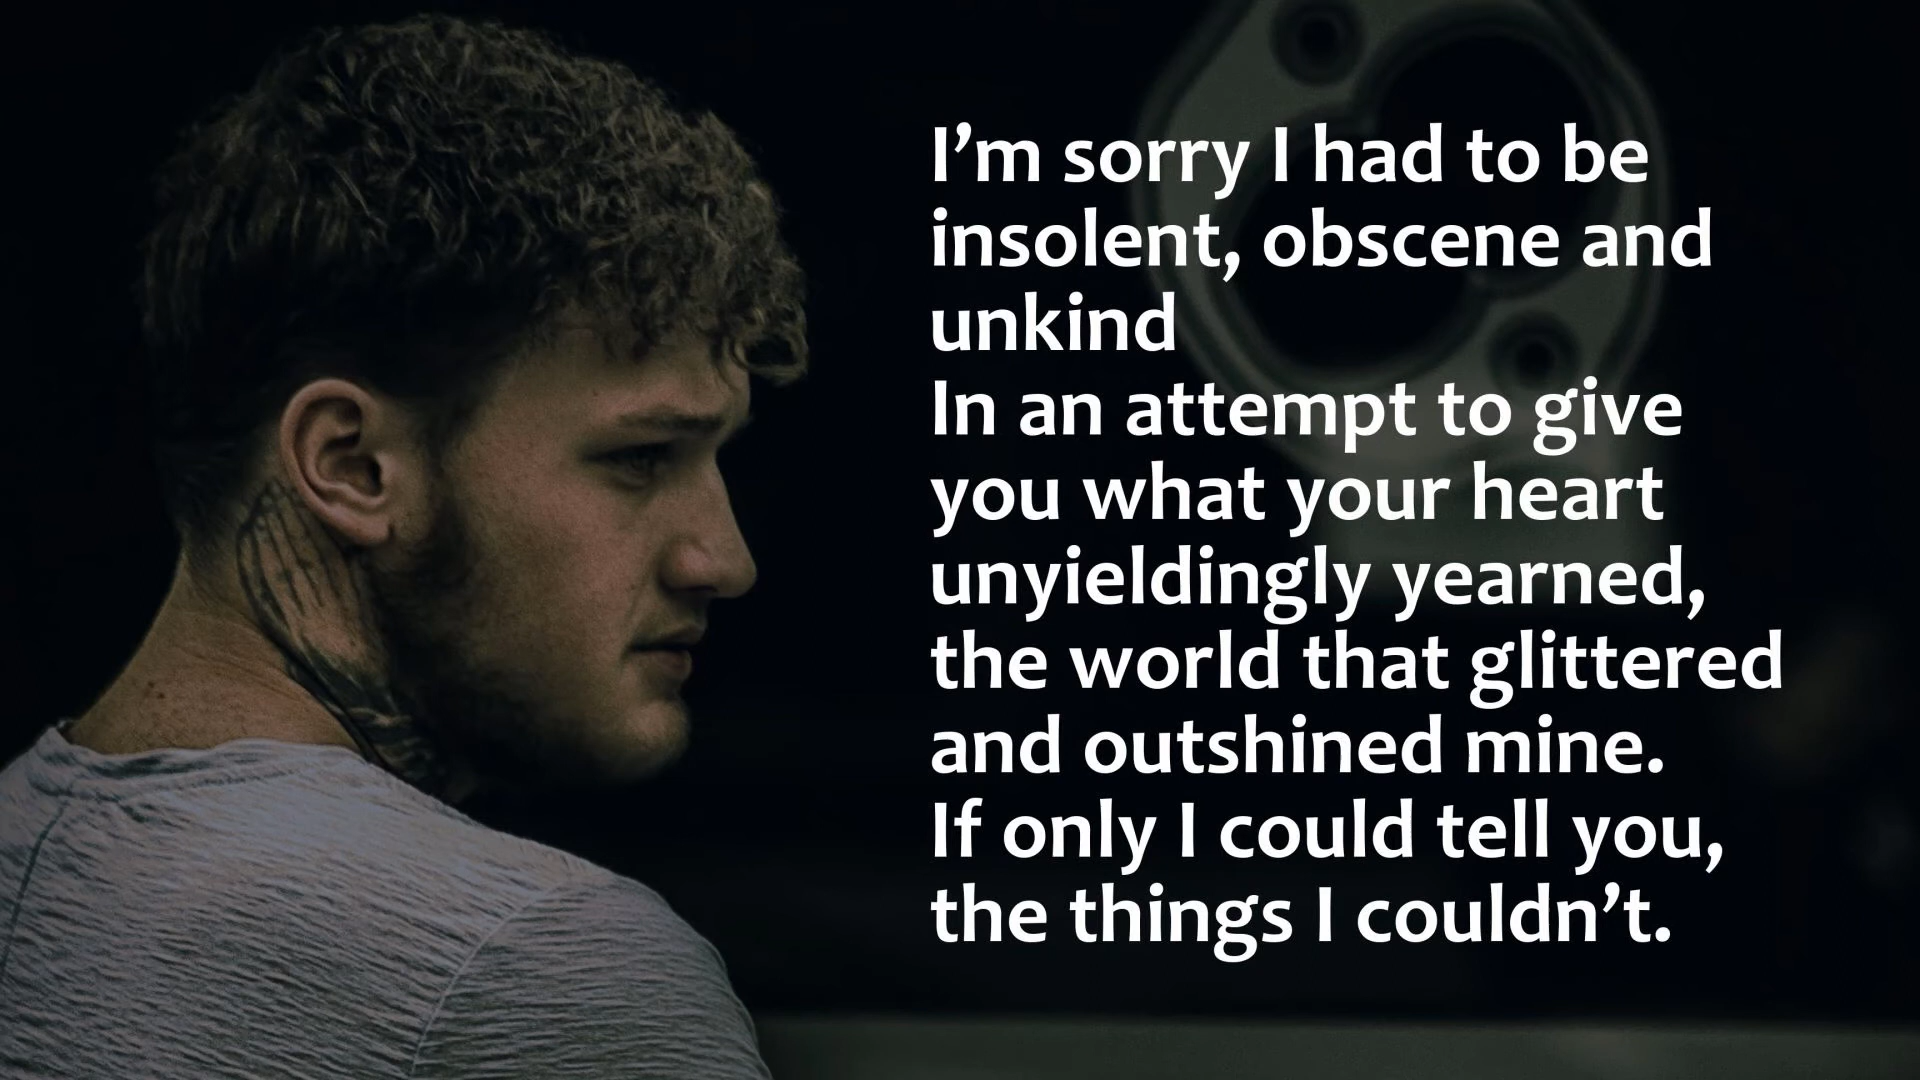 I’m sorry I had to be
insolent, obscene and
unkind
In an attempt to give
you what your heart
unyieldingly yearned,
the world that glittered
and outshined mine.
If only I could tell you,
the things I couldn’t.